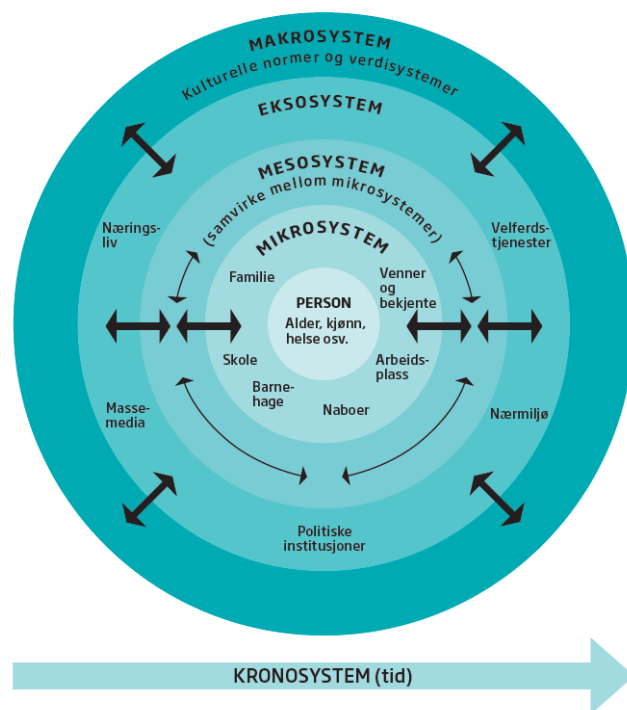 MAKROSYSTEM
Kulturelle normer og verdisystemer
EKSOSYSTEM
MESOSYSTEM
(samvirke mellom mikrosystemer)
MIKROSYSTEM
Nærings-
liv
Velferds-
tjenester
Familie
Venner
og
bekjente
PERSON
Alder, kjønn,
helse osv.
Skole
Arbeids-
plass
Barne-
hage
Naboer
Masse-
media
Nærmiljø
Politiske
institusjoner
KRONOSYSTEM (tid)